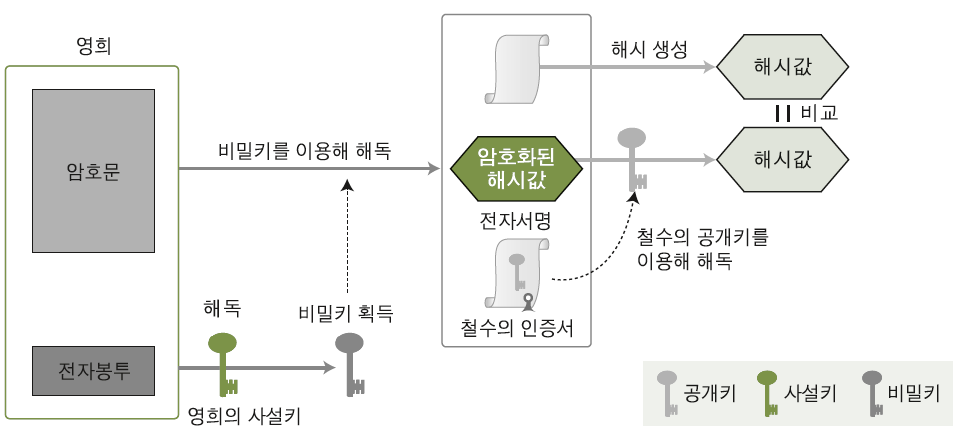 영희
암호문
비밀키를 이용해 해독
해독
비밀키 획득
전자봉투
영희의 사설키
해시 생성
해시값
비교
암호화된
해시값
해시값
전자서명
철수의 공개키를
이용해 해독
철수의 인증서
공개키
사설키
비밀키